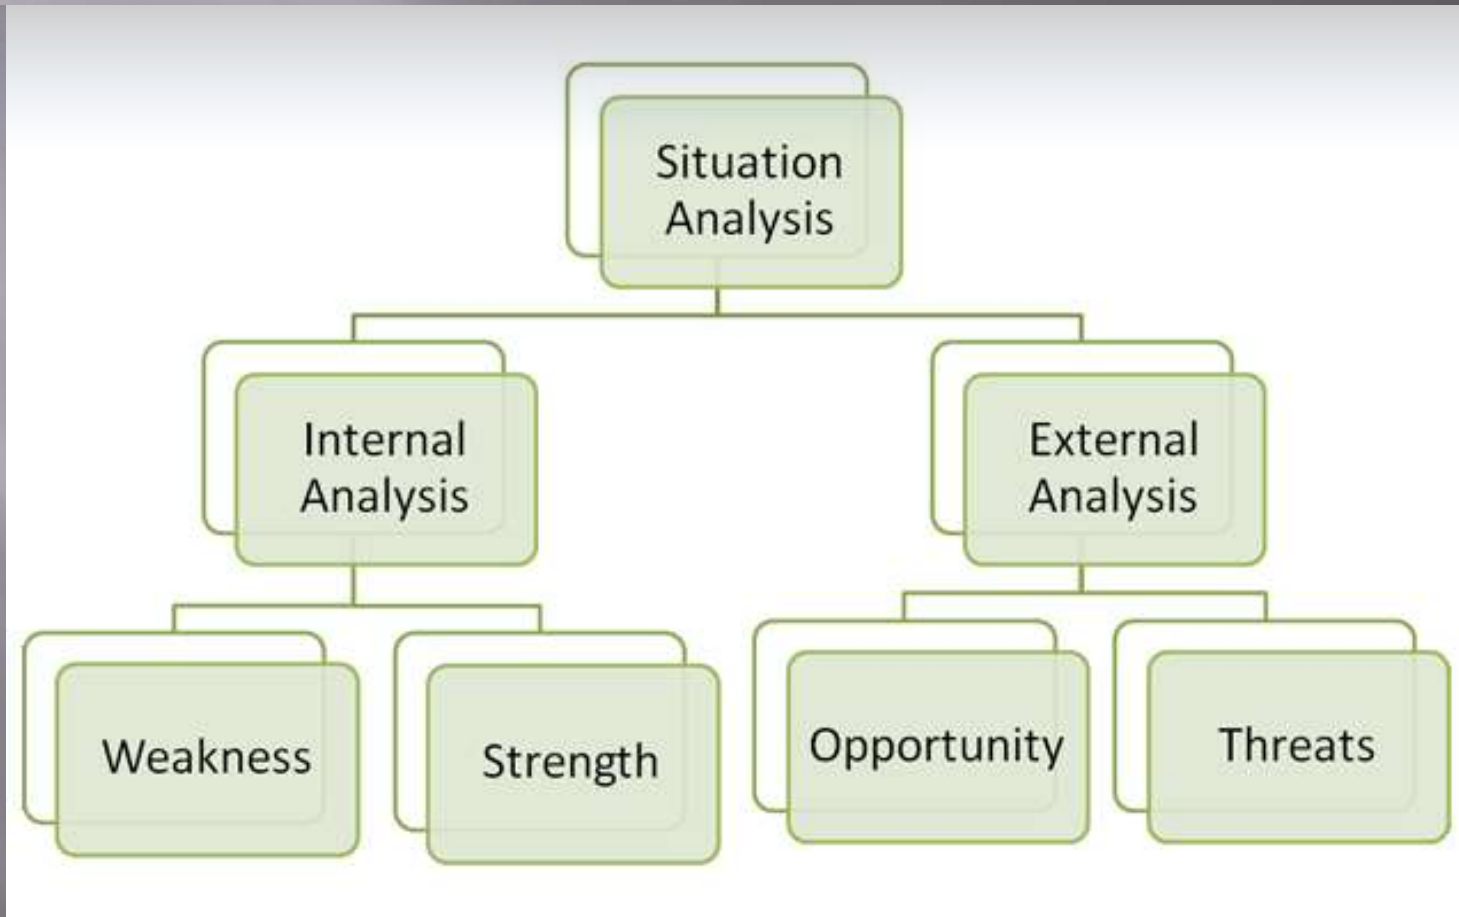 Situation
Analysis
Internal
Analysis
External
Analysis
Weakness
Strength
Opportunity
Threats